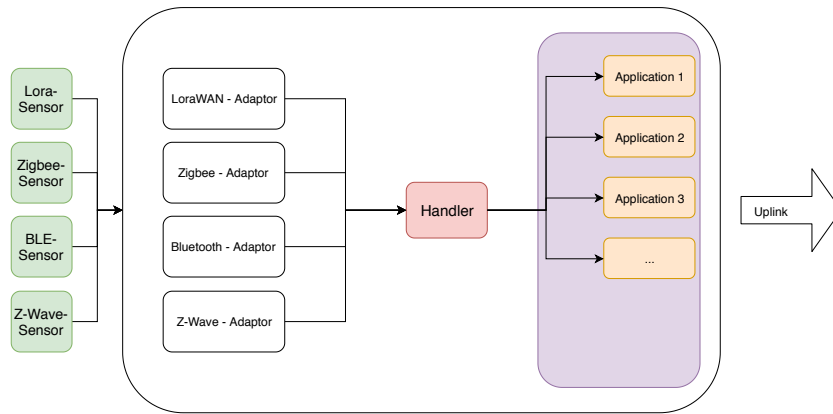 Lora-
Sensor
Zigbee-
Sensor
BLE-
Sensor
Z-Wave-
Sensor
LoraWAN - Adaptor
Zigbee - Adaptor
Bluetooth - Adaptor
Z-Wave - Adaptor
Handler
Application 1
Application 2
Application 3
...
Uplink